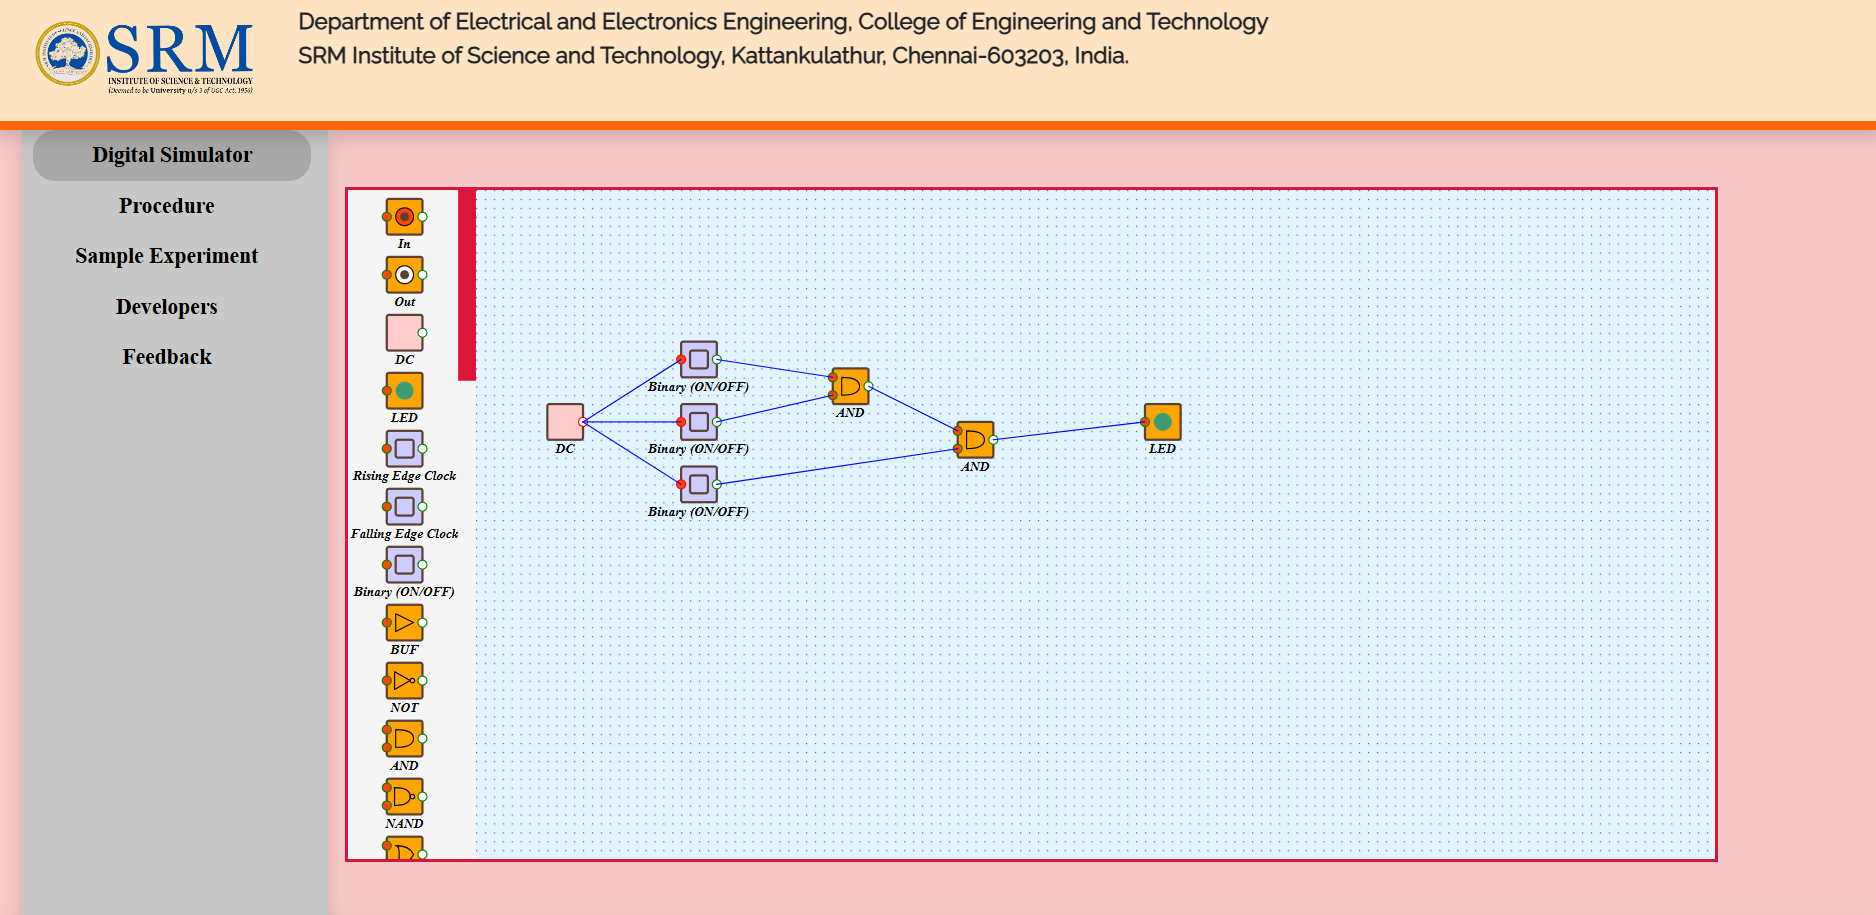 SRM
INSTITUTE OF SCIENCE & TECHNOLOGY
(Deemed to be University u/s 3 of UGC Act, 1956)
Department of Electrical and Electronics Engineering, College of Engineering and Technology
SRM Institute of Science and Technology, Kattankulathur, Chennai-603203, India.
Digital Simulator
Procedure
Sample Experiment
Developers
Feedback
In
Out
DC
LED
Rising Edge Clock
Falling Edge Clock
Binary (ON/OFF)
BUF
NOT
AND
NAND
DC
Binary (ON/OFF)
Binary (ON/OFF)
Binary (ON/OFF)
AND
AND
LED